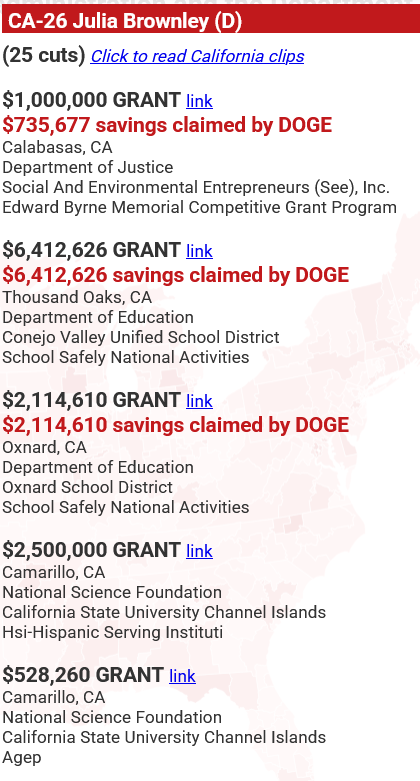 CA-26 Julia Brownley (D)
(25 cuts) Click to read California clips
$1,000,000 GRANT link
$735,677 savings claimed by DOGE
Calabasas, CA
Department of Justice
Social And Environmental Entrepreneurs (See), Inc.
Edward Byrne Memorial Competitive Grant Program
$6,412,626 GRANT link
$6,412,626 savings claimed by DOGE
Thousand Oaks, CA
Department of Education
Conejo Valley Unified School District
School Safely National Activities
$2,114,610 GRANT link
$2,114,610 savings claimed by DOGE
Oxnard, CA
Department of Education
Oxnard School District
School Safely National Activities
$2,500,000 GRANT link
Camarillo, CA
National Science Foundation
California State University Channel Islands
Hsi-Hispanic Serving Instituti
$528,260 GRANT link
Camarillo, CA
National Science Foundation
California State University Channel Islands
Agep